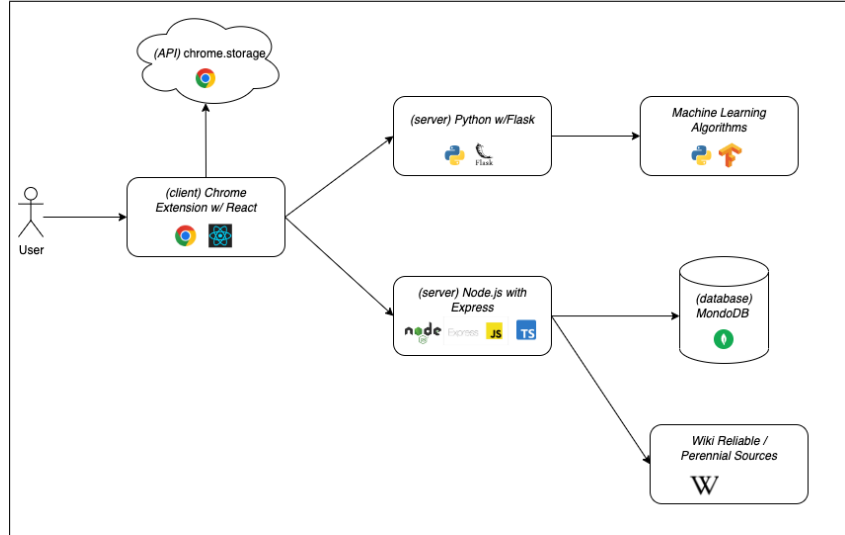 (API) chrome.storage
(server) Python w/Flask
Flask
Machine Learning
Algorithms
(client) Chrome
Extension w/ React
User
(server) Node.js with
Express
node
JS
Express
JS
TS
(database)
MondoDB
Wiki Reliable /
Perennial Sources
W